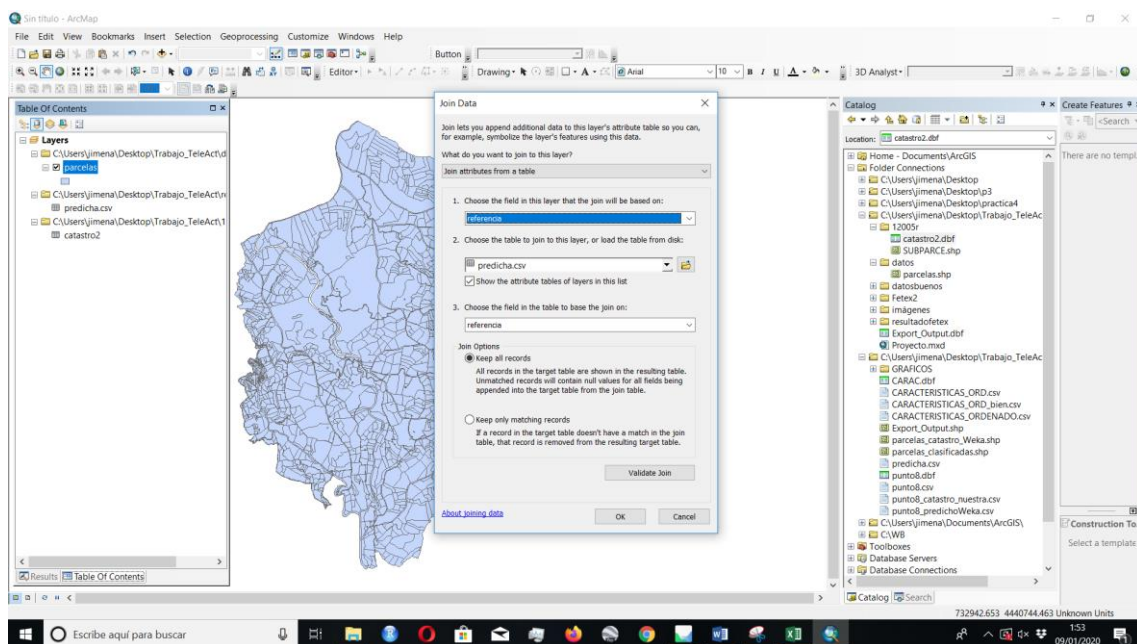 Sin título - ArcMap
File Edit View Bookmarks Insert Selection Geoprocessing Customize Windows Help
Button
Editor
Drawing
Arial
10
B I U A
3D Analyst
Table Of Contents
Layers
C:\Users\jimena\Desktop\Trabajo_TeleAct\d
parcelas
C:\Users\jimena\Desktop\Trabajo_TeleAct\r
predicha.csv
C:\Users\jimena\Desktop\Trabajo_TeleAct\1
catastro2
Results Table Of Contents
Join Data
Join lets you append additional data to this layer's attribute table so you can,
for example, symbolize the layer's features using this data.
What do you want to join to this layer?
Join attributes from a table
1. Choose the field in this layer that the join will be based on:
referencia
2. Choose the table to join to this layer, or load the table from disk:
predicha.csv
Show the attribute tables of layers in this list
3. Choose the field in the table to base the join on:
referencia
Join Options
Keep all records
All records in the target table are shown in the resulting table.
Unmatched records will contain null values for all fields being
appended into the target table from the join table.
Keep only matching records
If a record in the target table doesn't have a match in the join
table, that record is removed from the resulting target table.
Validate Join
About joining data
OK Cancel
Catalog
Location: catastro2.dbf
Home - Documents\ArcGIS
Folder Connections
C:\Users\jimena\Desktop
C:\Users\jimena\Desktop\p3
C:\Users\jimena\Desktop\practica4
C:\Users\jimena\Desktop\Trabajo_TeleAc
12005r
catastro2.dbf
SUBPARCE.shp
datos
parcelas.shp
datosbuenos
Fetex2
imágenes
resultadofetex
Export_Output.dbf
Proyecto.mxd
C:\Users\jimena\Desktop\Trabajo_TeleAc
GRAFICOS
CARAC.dbf
CARACTERISTICAS_ORD.csv
CARACTERISTICAS_ORD_bien.csv
CARACTERISTICAS_ORDENADO.csv
Export_Output.shp
parcelas_catastro_Weka.shp
parcelas_clasificadas.shp
predicha.csv
punto8.dbf
punto8.csv
punto8_catastro_nuestra.csv
punto8_predichoWeka.csv
C:\Users\jimena\Documents\ArcGIS\
C:\WB
Toolboxes
Database Servers
Database Connections
Catalog Search
Create Features
<Search
There are no templ
Construction To
Select a template
732942.653 4440744.463 Unknown Units
Escribe aquí para buscar
1:53
09/01/2020